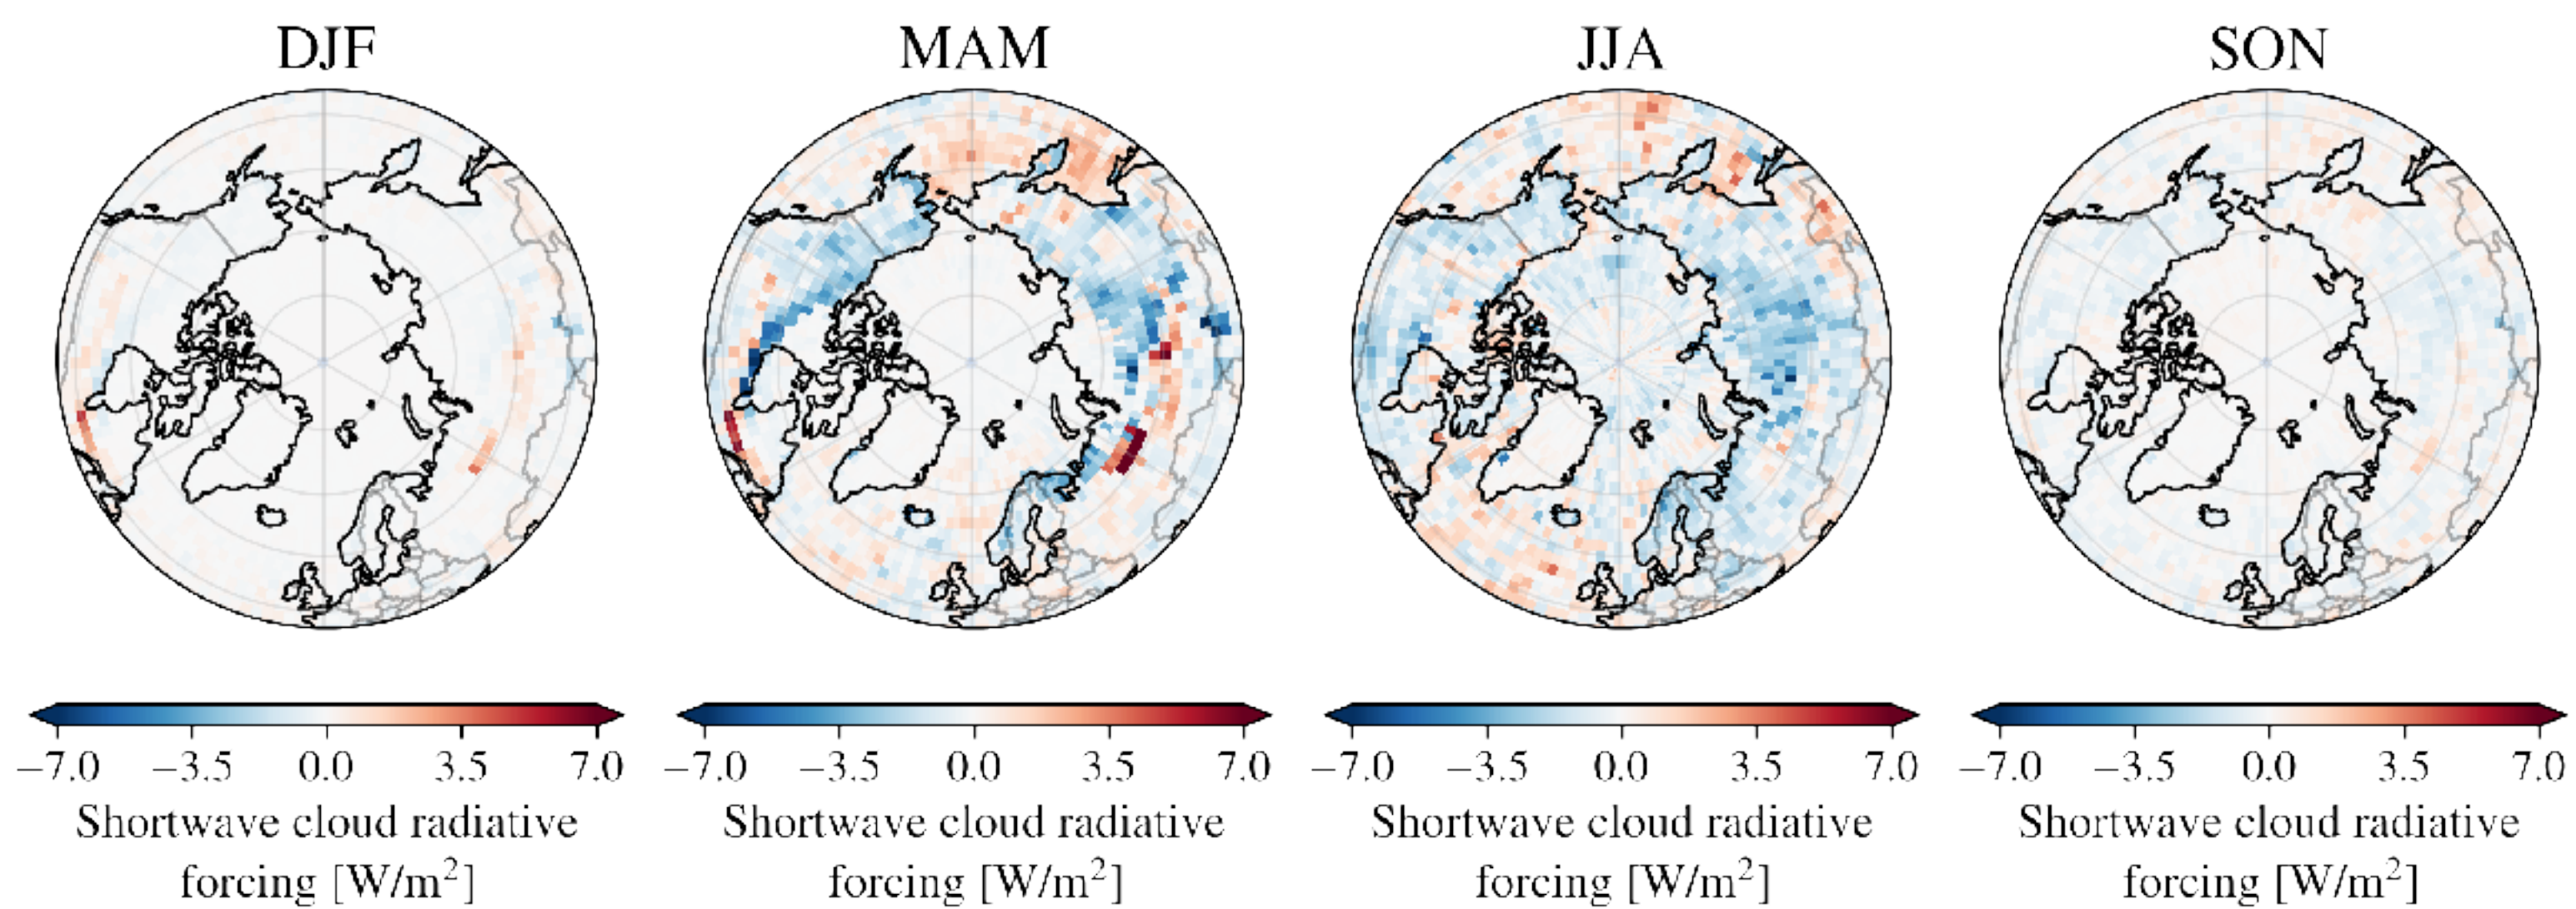 DJF MAM JJA SON
−7.0 −3.5 0.0 3.5 7.0 −7.0 −3.5 0.0 3.5 7.0 −7.0 −3.5 0.0 3.5 7.0 −7.0 −3.5 0.0 3.5 7.0
Shortwave cloud radiative Shortwave cloud radiative Shortwave cloud radiative Shortwave cloud radiative
forcing [W/m²] forcing [W/m²] forcing [W/m²] forcing [W/m²]